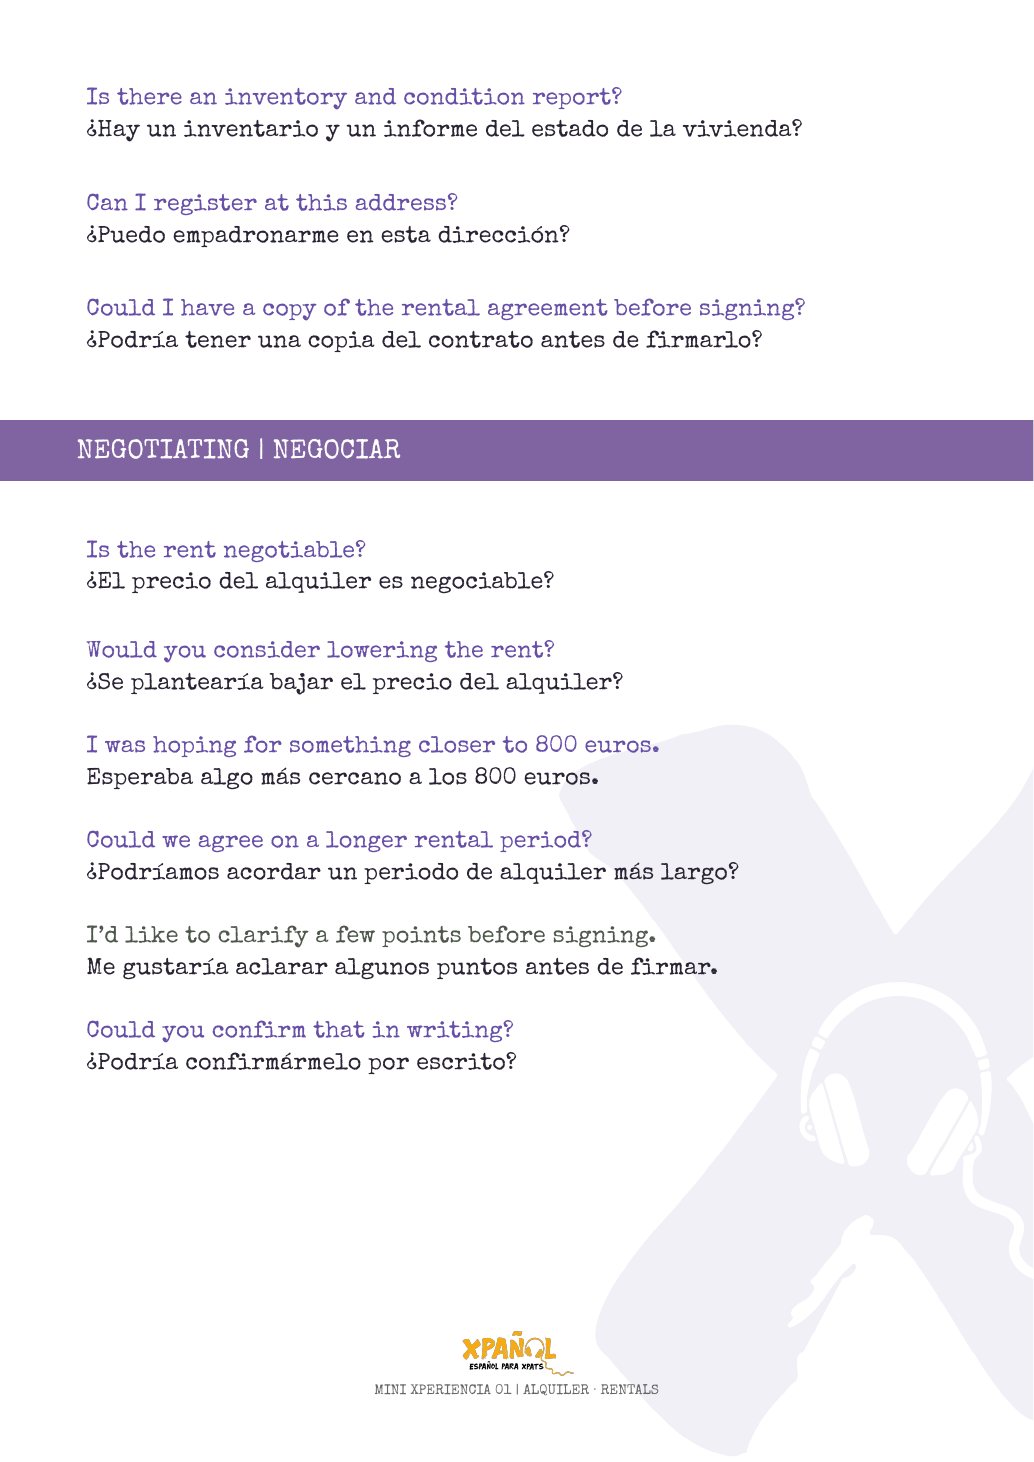 Is there an inventory and condition report?
¿Hay un inventario y un informe del estado de la vivienda?
Can I register at this address?
¿Puedo empadronarme en esta dirección?
Could I have a copy of the rental agreement before signing?
¿Podría tener una copia del contrato antes de firmarlo?
NEGOTIATING | NEGOCIAR
Is the rent negotiable?
¿El precio del alquiler es negociable?
Would you consider lowering the rent?
¿Se plantearía bajar el precio del alquiler?
I was hoping for something closer to 800 euros.
Esperaba algo más cercano a los 800 euros.
Could we agree on a longer rental period?
¿Podríamos acordar un periodo de alquiler más largo?
I’d like to clarify a few points before signing.
Me gustaría aclarar algunos puntos antes de firmar.
Could you confirm that in writing?
¿Podría confirmármelo por escrito?
XPAÑOL
ESPAÑOL PARA XPATS
MINI XPERIENCIA 01 | ALQUILER · RENTALS